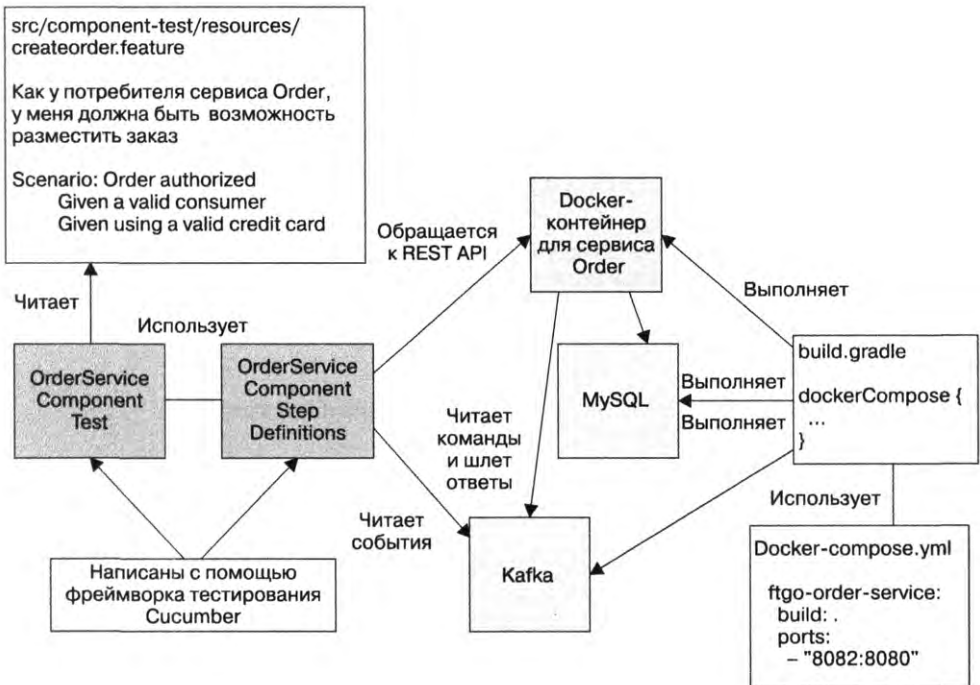 src/component-test/resources/
createorder.feature
Как у потребителя сервиса Order,
у меня должна быть возможность
разместить заказ
Scenario: Order authorized
Given a valid consumer
Given using a valid credit card
Читает
Использует
OrderService
Component
Test
OrderService
Component
Step
Definitions
Написаны с помощью
фреймворка тестирования
Cucumber
Обращается
к REST API
Docker-
контейнер
для сервиса
Order
Выполняет
MySQL
Выполняет
Выполняет
Читает
команды
и шлет
ответы
Читает
события
Kafka
build.gradle
dockerCompose {
...
}
Использует
Docker-compose.yml
ftgo-order-service:
build: .
ports:
– "8082:8080"